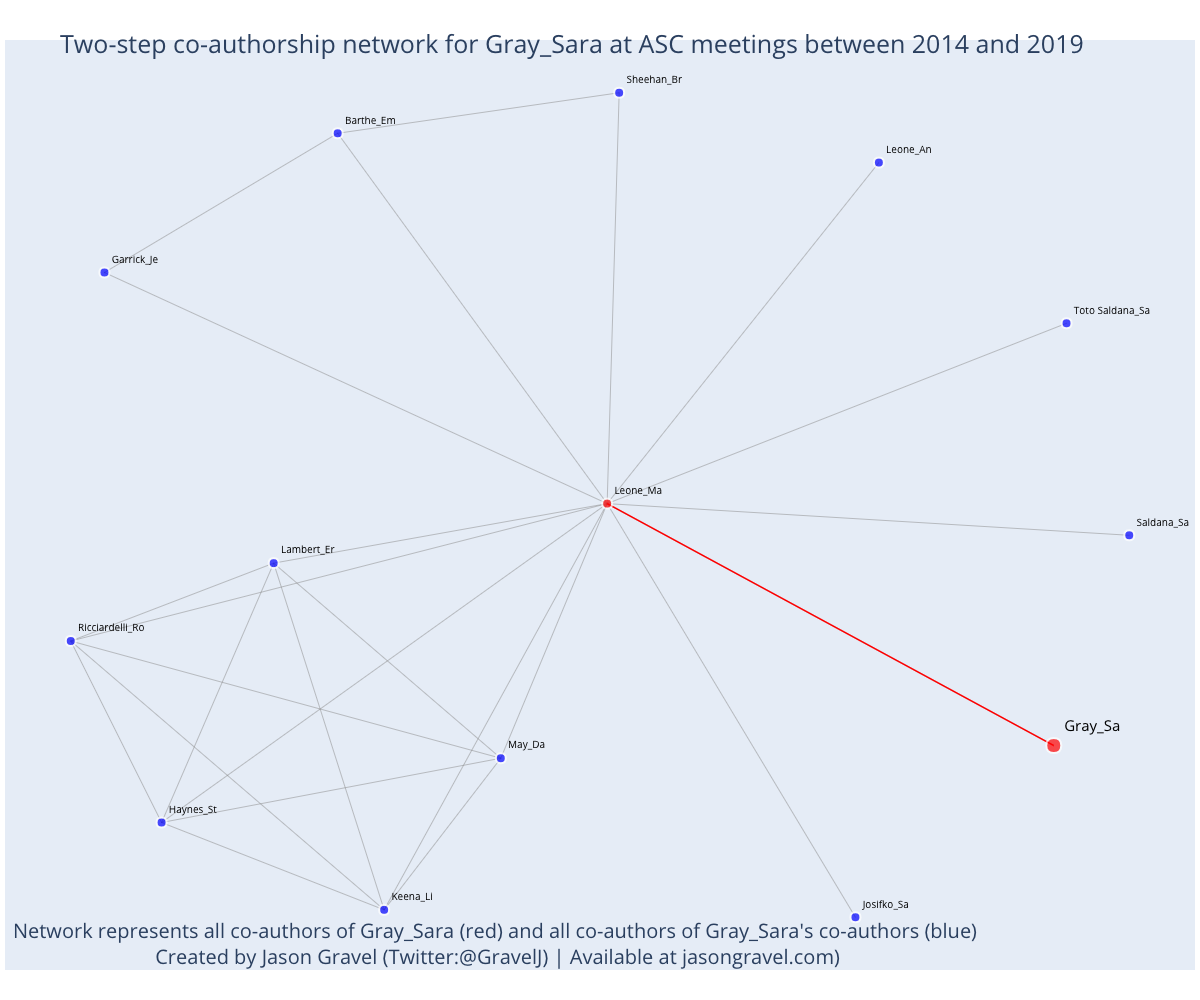 Two-step co-authorship network for Gray_Sara at ASC meetings between 2014 and 2019
Sheehan_Br
Barthe_Em
Leone_An
Garrick_Je
Toto Saldana_Sa
Leone_Ma
Saldana_Sa
Lambert_Er
Ricciardelli_Ro
Gray_Sa
May_Da
Haynes_St
Keena_Li
Josifko_Sa
Network represents all co-authors of Gray_Sara (red) and all co-authors of Gray_Sara's co-authors (blue)
Created by Jason Gravel (Twitter:@GravelJ) | Available at jasongravel.com)